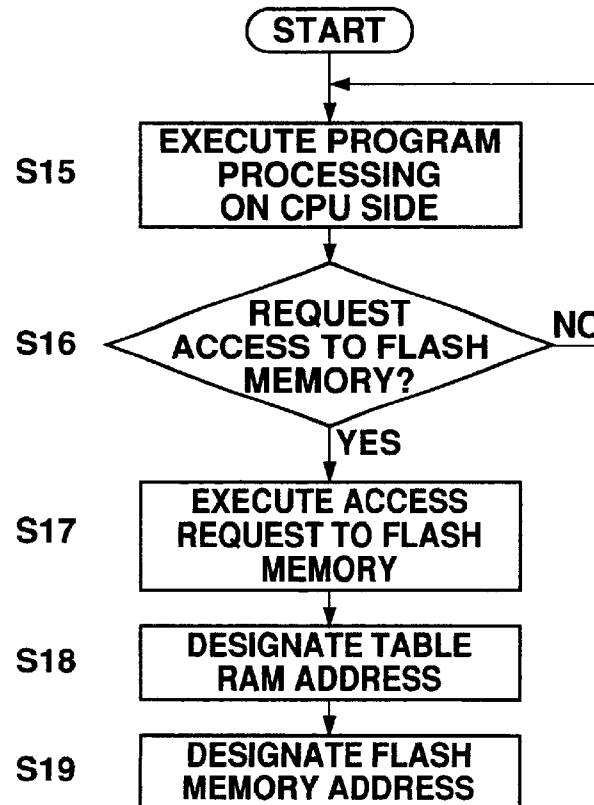 START
S15
EXECUTE PROGRAM
PROCESSING
ON CPU SIDE
S16
REQUEST
ACCESS TO FLASH
MEMORY?
NO
YES
S17
EXECUTE ACCESS
REQUEST TO FLASH
MEMORY
S18
DESIGNATE TABLE
RAM ADDRESS
S19
DESIGNATE FLASH
MEMORY ADDRESS